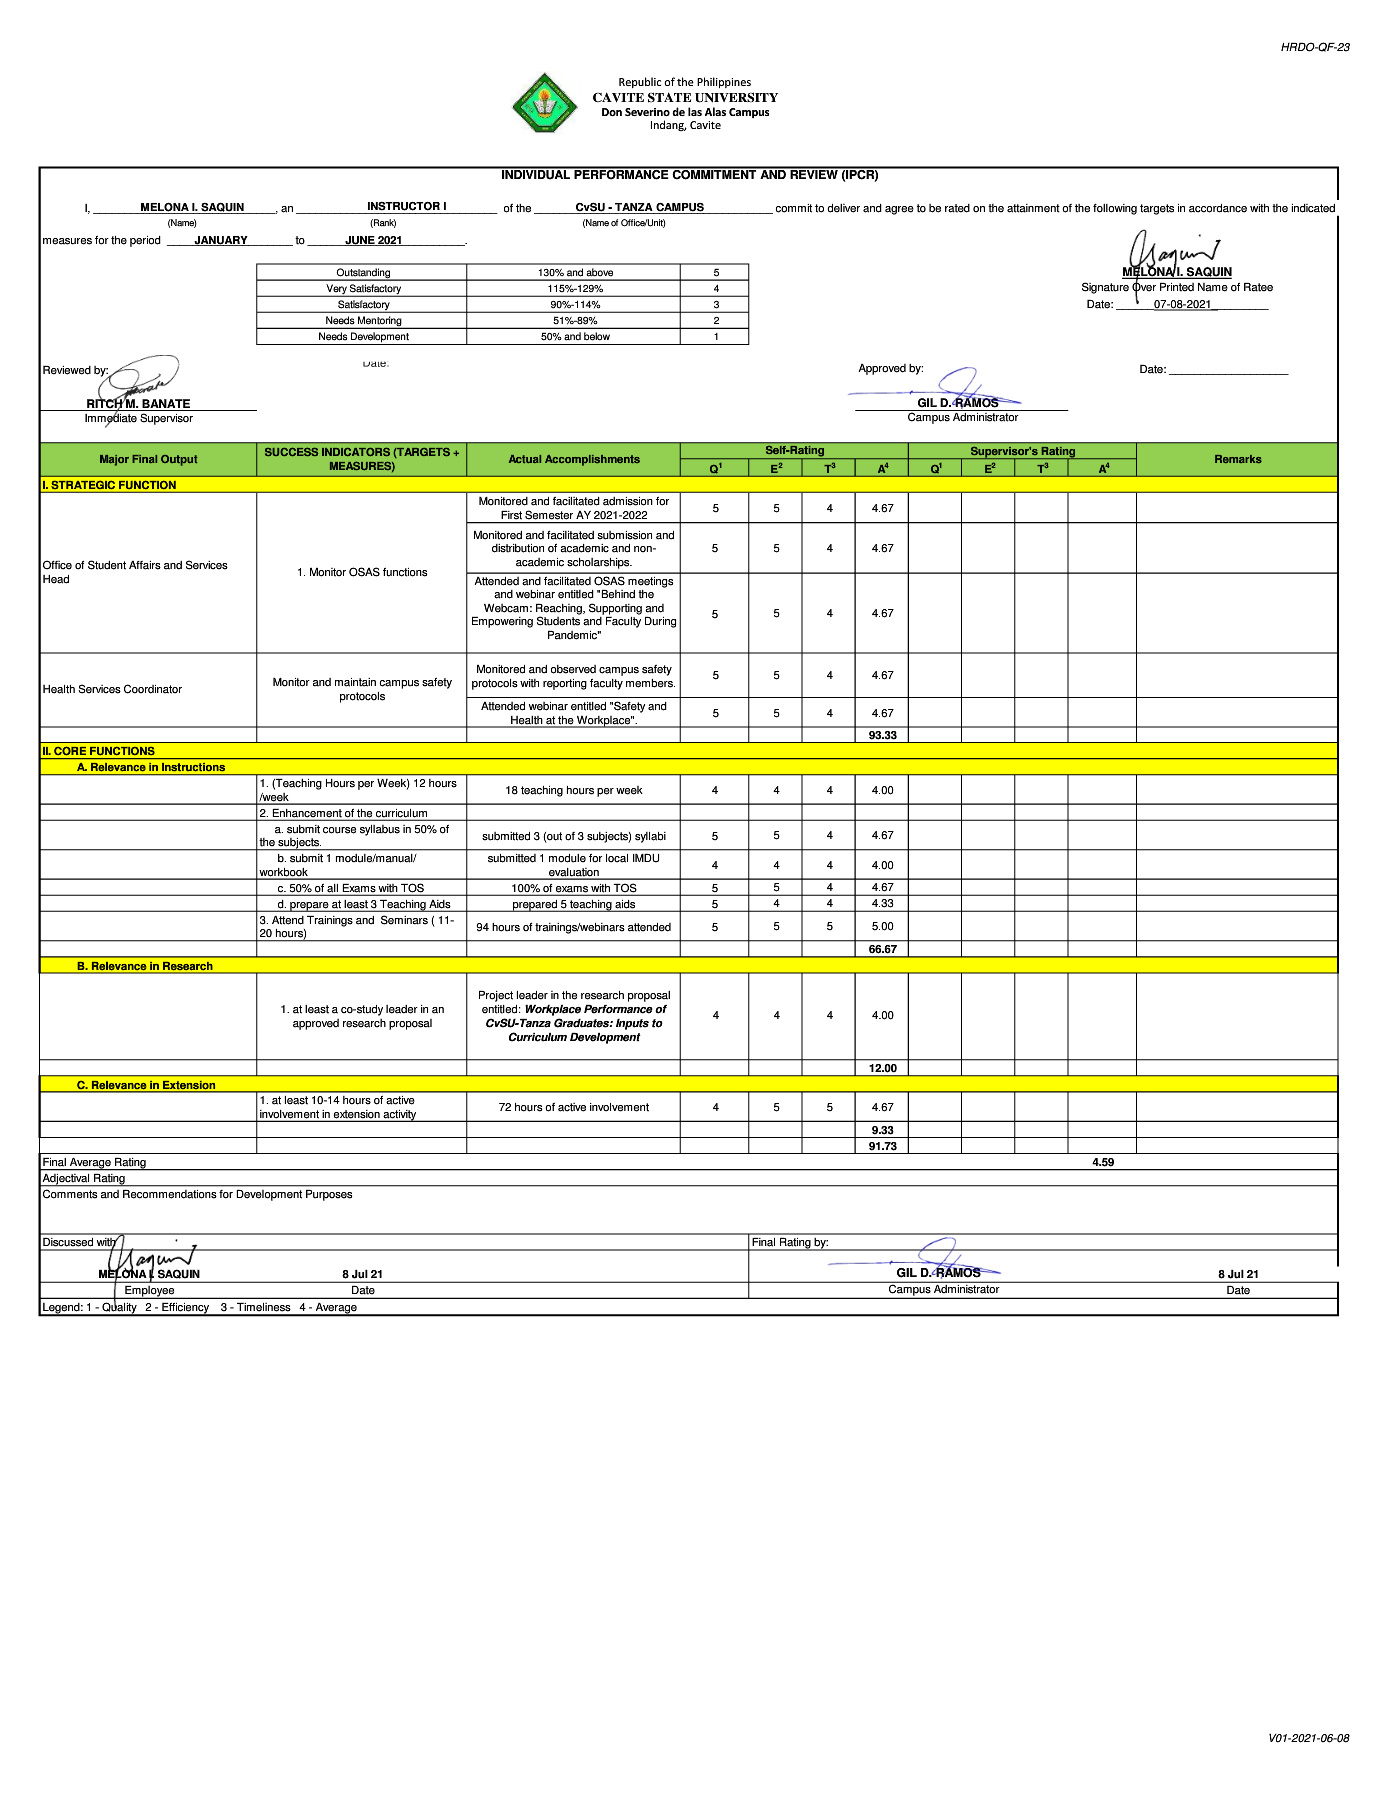 HRDO-QF-23
Republic of the Philippines
CAVITE STATE UNIVERSITY
Don Severino de las Alas Campus
Indang, Cavite
INDIVIDUAL PERFORMANCE COMMITMENT AND REVIEW (IPCR)
I, MELONA I. SAQUIN, an INSTRUCTOR I of the CvSU - TANZA CAMPUS commit to deliver and agree to be rated on the attainment of the following targets in accordance with the indicated
(Name) (Rank) (Name of Office/Unit)
measures for the period JANUARY to JUNE 2021.
Outstanding 130% and above 5
Very Satisfactory 115%-129% 4
Satisfactory 90%-114% 3
Needs Mentoring 51%-89% 2
Needs Development 50% and below 1
MELONA I. SAQUIN
Signature Over Printed Name of Ratee
Date: 07-08-2021
Reviewed by:
Date:
Approved by:
Date:
RITCH M. BANATE
Immediate Supervisor
GIL D. RAMOS
Campus Administrator
Major Final Output
SUCCESS INDICATORS (TARGETS +
MEASURES)
Actual Accomplishments
Self-Rating
Supervisor's Rating
Remarks
Q¹ E² T³ A⁴ Q¹ E² T³ A⁴
I. STRATEGIC FUNCTION
Office of Student Affairs and Services
Head
1. Monitor OSAS functions
Monitored and facilitated admission for
First Semester AY 2021-2022
5 5 4 4.67
Monitored and facilitated submission and
distribution of academic and non-
academic scholarships.
5 5 4 4.67
Attended and facilitated OSAS meetings
and webinar entitled "Behind the
Webcam: Reaching, Supporting and
Empowering Students and Faculty During
Pandemic"
5 5 4 4.67
Health Services Coordinator
Monitor and maintain campus safety
protocols
Monitored and observed campus safety
protocols with reporting faculty members.
5 5 4 4.67
Attended webinar entitled "Safety and
Health at the Workplace".
5 5 4 4.67
93.33
II. CORE FUNCTIONS
A. Relevance in Instructions
1. (Teaching Hours per Week) 12 hours
/week
18 teaching hours per week
4 4 4 4.00
2. Enhancement of the curriculum
a. submit course syllabus in 50% of
the subjects.
submitted 3 (out of 3 subjects) syllabi
5 5 4 4.67
b. submit 1 module/manual/
workbook
submitted 1 module for local IMDU
evaluation
4 4 4 4.00
c. 50% of all Exams with TOS
100% of exams with TOS
5 5 4 4.67
d. prepare at least 3 Teaching Aids
prepared 5 teaching aids
5 4 4 4.33
3. Attend Trainings and Seminars ( 11-
20 hours)
94 hours of trainings/webinars attended
5 5 5 5.00
66.67
B. Relevance in Research
1. at least a co-study leader in an
approved research proposal
Project leader in the research proposal
entitled: Workplace Performance of
CvSU-Tanza Graduates: Inputs to
Curriculum Development
4 4 4 4.00
12.00
C. Relevance in Extension
1. at least 10-14 hours of active
involvement in extension activity
72 hours of active involvement
4 5 5 4.67
9.33
91.73
Final Average Rating 4.59
Adjectival Rating
Comments and Recommendations for Development Purposes
Discussed with
Final Rating by:
MELONA I. SAQUIN 8 Jul 21 GIL D. RAMOS 8 Jul 21
Employee Date Campus Administrator Date
Legend: 1 - Quality 2 - Efficiency 3 - Timeliness 4 - Average
V01-2021-06-08